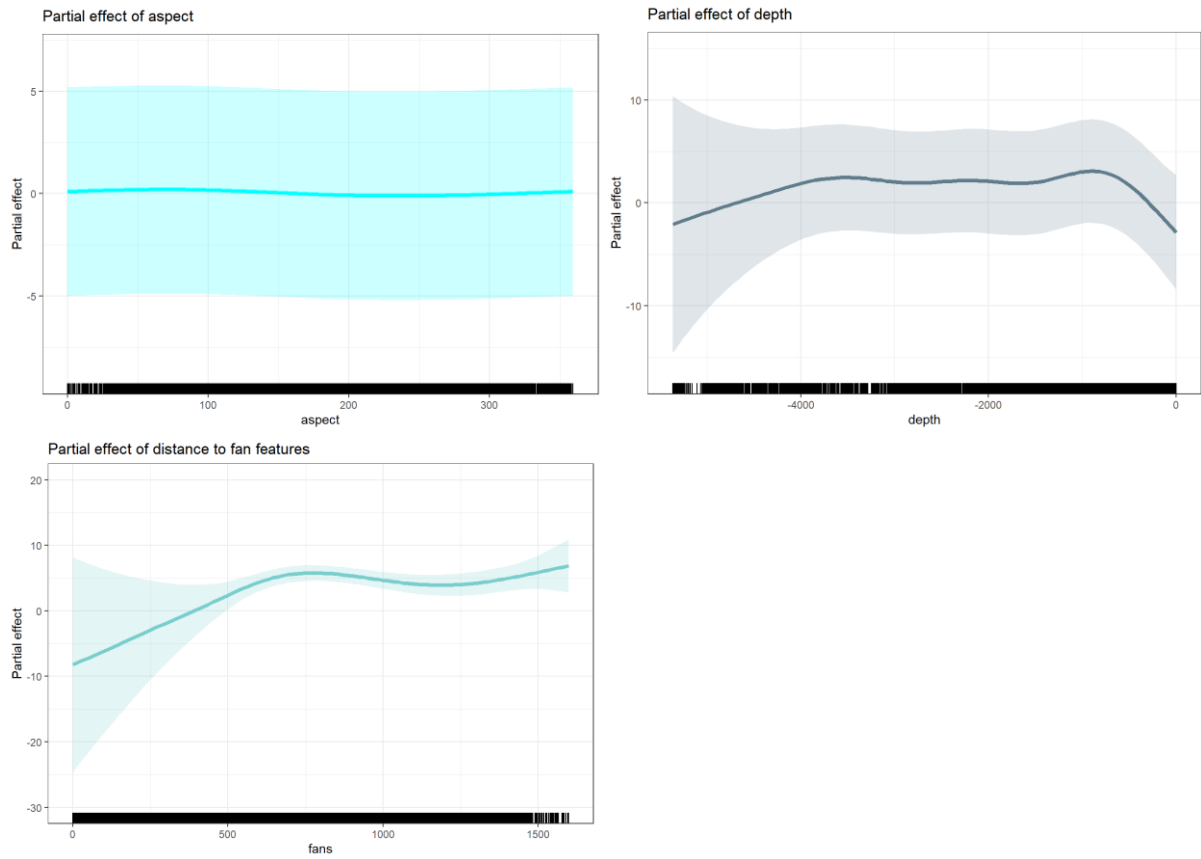 Partial effect of aspect
5
0
-5
Partial effect
0 100 200 300
aspect
Partial effect of depth
10
0
-10
Partial effect
-4000 -2000 0
depth
Partial effect of distance to fan features
20
10
0
-10
-20
-30
Partial effect
0 500 1000 1500
fans